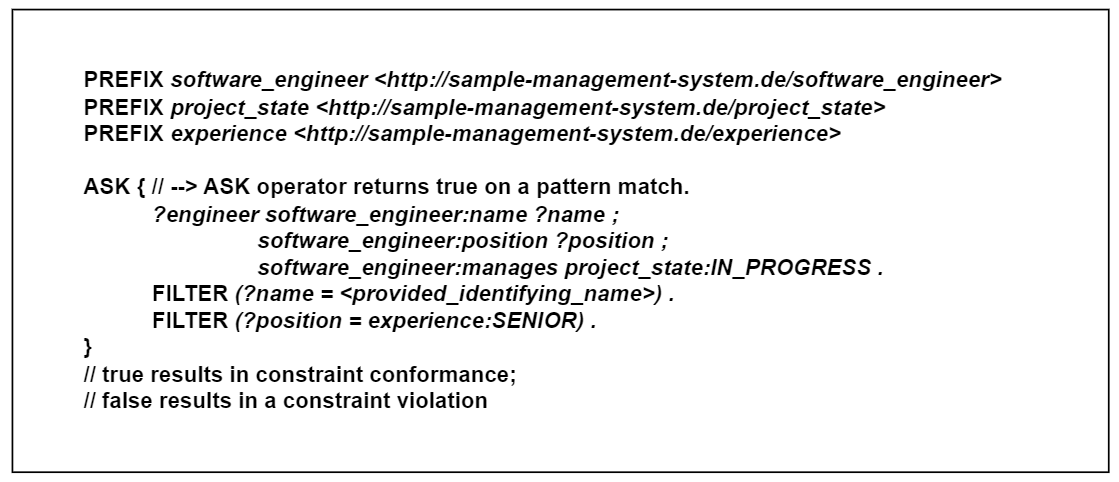 PREFIX software_engineer <http://sample-management-system.de/software_engineer>
PREFIX project_state <http://sample-management-system.de/project_state>
PREFIX experience <http://sample-management-system.de/experience>
ASK { // --> ASK operator returns true on a pattern match.
?engineer software_engineer:name ?name ;
software_engineer:position ?position ;
software_engineer:manages project_state:IN_PROGRESS .
FILTER (?name = <provided_identifying_name>) .
FILTER (?position = experience:SENIOR) .
}
// true results in constraint conformance;
// false results in a constraint violation